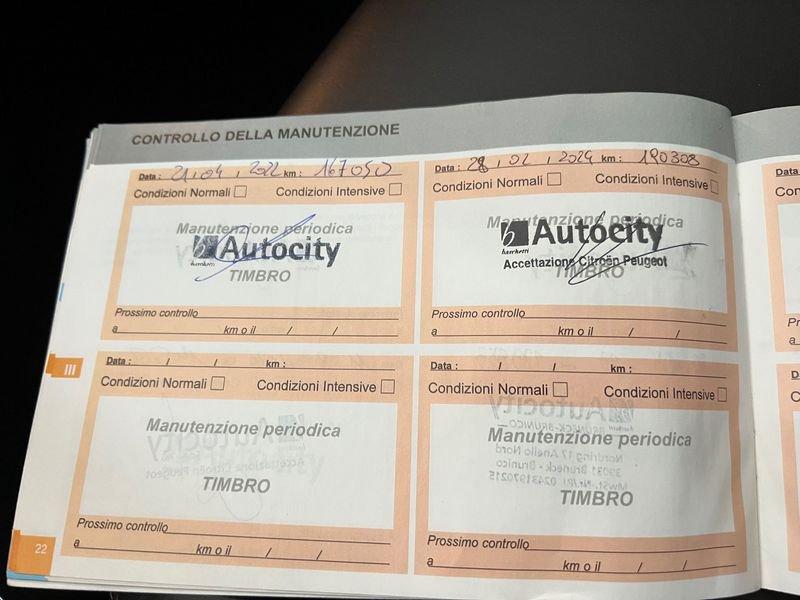 CONTROLLO DELLA MANUTENZIONE
Data : 21 , 04 , 2022 km : 167050
Condizioni Normali Condizioni Intensive
Manutenzione periodica
Autocity
TIMBRO
Prossimo controllo
a km o il / /
Data : 28 , 02 , 2024 km : 190308
Condizioni Normali Condizioni Intensive
Manutenzione periodica
b Autocity
Accettazione Citroën Peugeot
TIMBRO
Prossimo controllo
a km o il / /
III
Data : / / km :
Condizioni Normali Condizioni Intensive
Manutenzione periodica
TIMBRO
Prossimo controllo
a km o il / /
Data : / / km :
Condizioni Normali Condizioni Intensive
Manutenzione periodica
TIMBRO
Prossimo controllo
a km o il / /
22